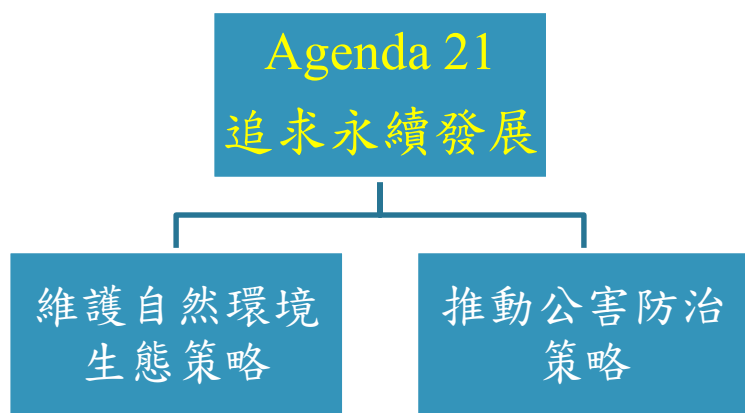 Agenda 21
追求永續發展
維護自然環境
生態策略
推動公害防治
策略